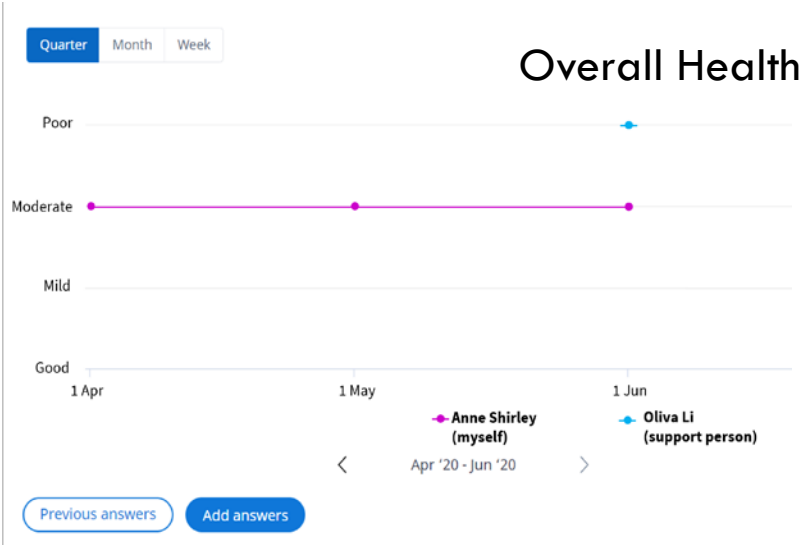 Quarter Month Week
Overall Health
Poor
Moderate
Mild
Good
1 Apr 1 May 1 Jun
Anne Shirley
(myself)
Oliva Li
(support person)
Apr ‘20 - Jun ‘20
Previous answers Add answers